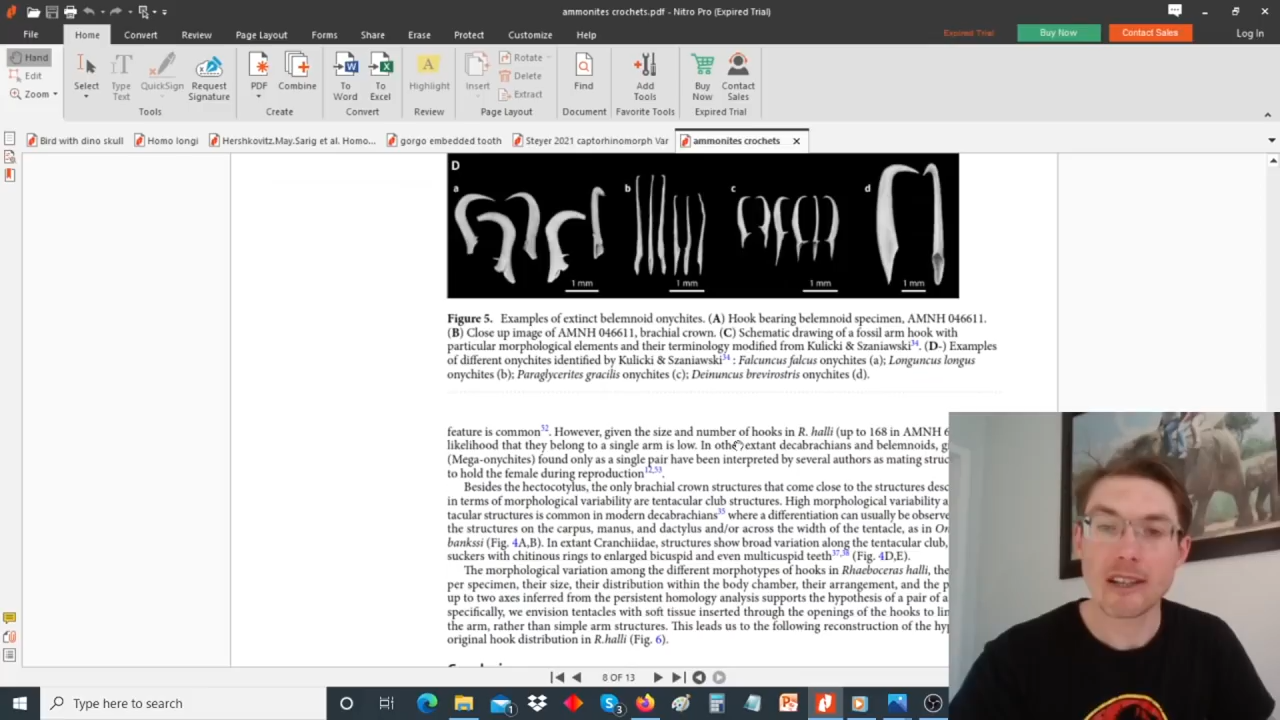 ammonites crochets.pdf - Nitro Pro (Expired Trial)
File Home Convert Review Page Layout Forms Share Erase Protect Customize Help Expired Trial Buy Now Contact Sales Log In
Hand
Edit
Zoom
Select
Type Text
QuickSign
Request Signature
PDF
Combine
To Word
To Excel
Highlight
Insert
Rotate
Delete
Extract
Find
Add Tools
Buy Now
Contact Sales
Tools Create Convert Review Page Layout Document Favorite Tools Expired Trial
Bird with dino skull Homo longi Hershkovitz.May.Sarig et al. Homo... gorgo embedded tooth Steyer 2021 captorhinomorph Var ammonites crochets
D
a b c d
1 mm 1 mm 1 mm 1 mm
Figure 5. Examples of extinct belemnoid onychites. (A) Hook bearing belemnoid specimen, AMNH 046611.
(B) Close up image of AMNH 046611, brachial crown. (C) Schematic drawing of a fossil arm hook with
particular morphological elements and their terminology modified from Kulicki & Szaniawski34. (D-) Examples
of different onychites identified by Kulicki & Szaniawski34 : Falcuncus falcus onychites (a); Longuncus longus
onychites (b); Paraglycerites gracilis onychites (c); Deinuncus brevirostris onychites (d).
feature is common52. However, given the size and number of hooks in R. halli (up to 168 in AMNH 6
likelihood that they belong to a single arm is low. In other extant decabrachians and belemnoids, g
(Mega-onychites) found only as a single pair have been interpreted by several authors as mating struc
to hold the female during reproduction12,53.
Besides the hectocotylus, the only brachial crown structures that come close to the structures desc
in terms of morphological variability are tentacular club structures. High morphological variability a
tacular structures is common in modern decabrachians35 where a differentiation can usually be observe
the structures on the carpus, manus, and dactylus and/or across the width of the tentacle, as in On
bankssi (Fig. 4A,B). In extant Cranchiidae, structures show broad variation along the tentacular club,
suckers with chitinous rings to enlarged bicuspid and even multicuspid teeth37,38 (Fig. 4D,E).
The morphological variation among the different morphotypes of hooks in Rhaeboceras halli, the
per specimen, their size, their distribution within the body chamber, their arrangement, and the p
up to two axes inferred from the persistent homology analysis supports the hypothesis of a pair of a
specifically, we envision tentacles with soft tissue inserted through the openings of the hooks to lin
the arm, rather than simple arm structures. This leads us to the following reconstruction of the hy
original hook distribution in R.halli (Fig. 6).
8 OF 13
Type here to search
1
3